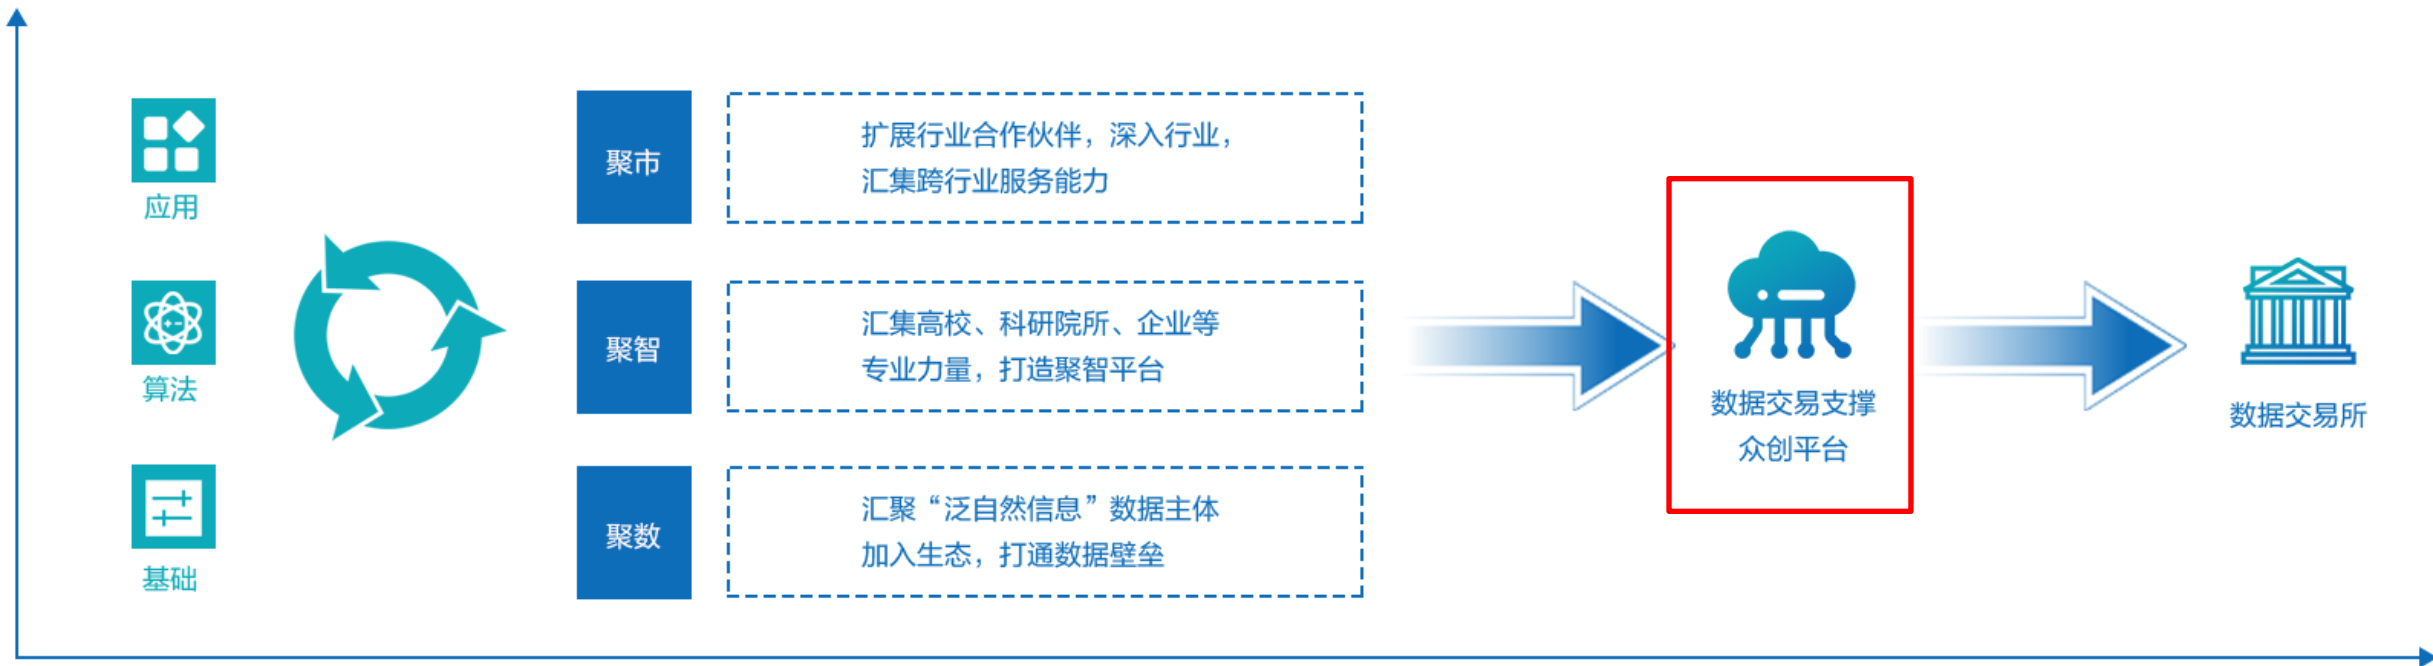 应用
算法
基础
聚市
扩展行业合作伙伴，深入行业，
汇集跨行业服务能力
聚智
汇集高校、科研院所、企业等
专业力量，打造聚智平台
聚数
汇聚“泛自然信息”数据主体
加入生态，打通数据壁垒
数据交易支撑
众创平台
数据交易所